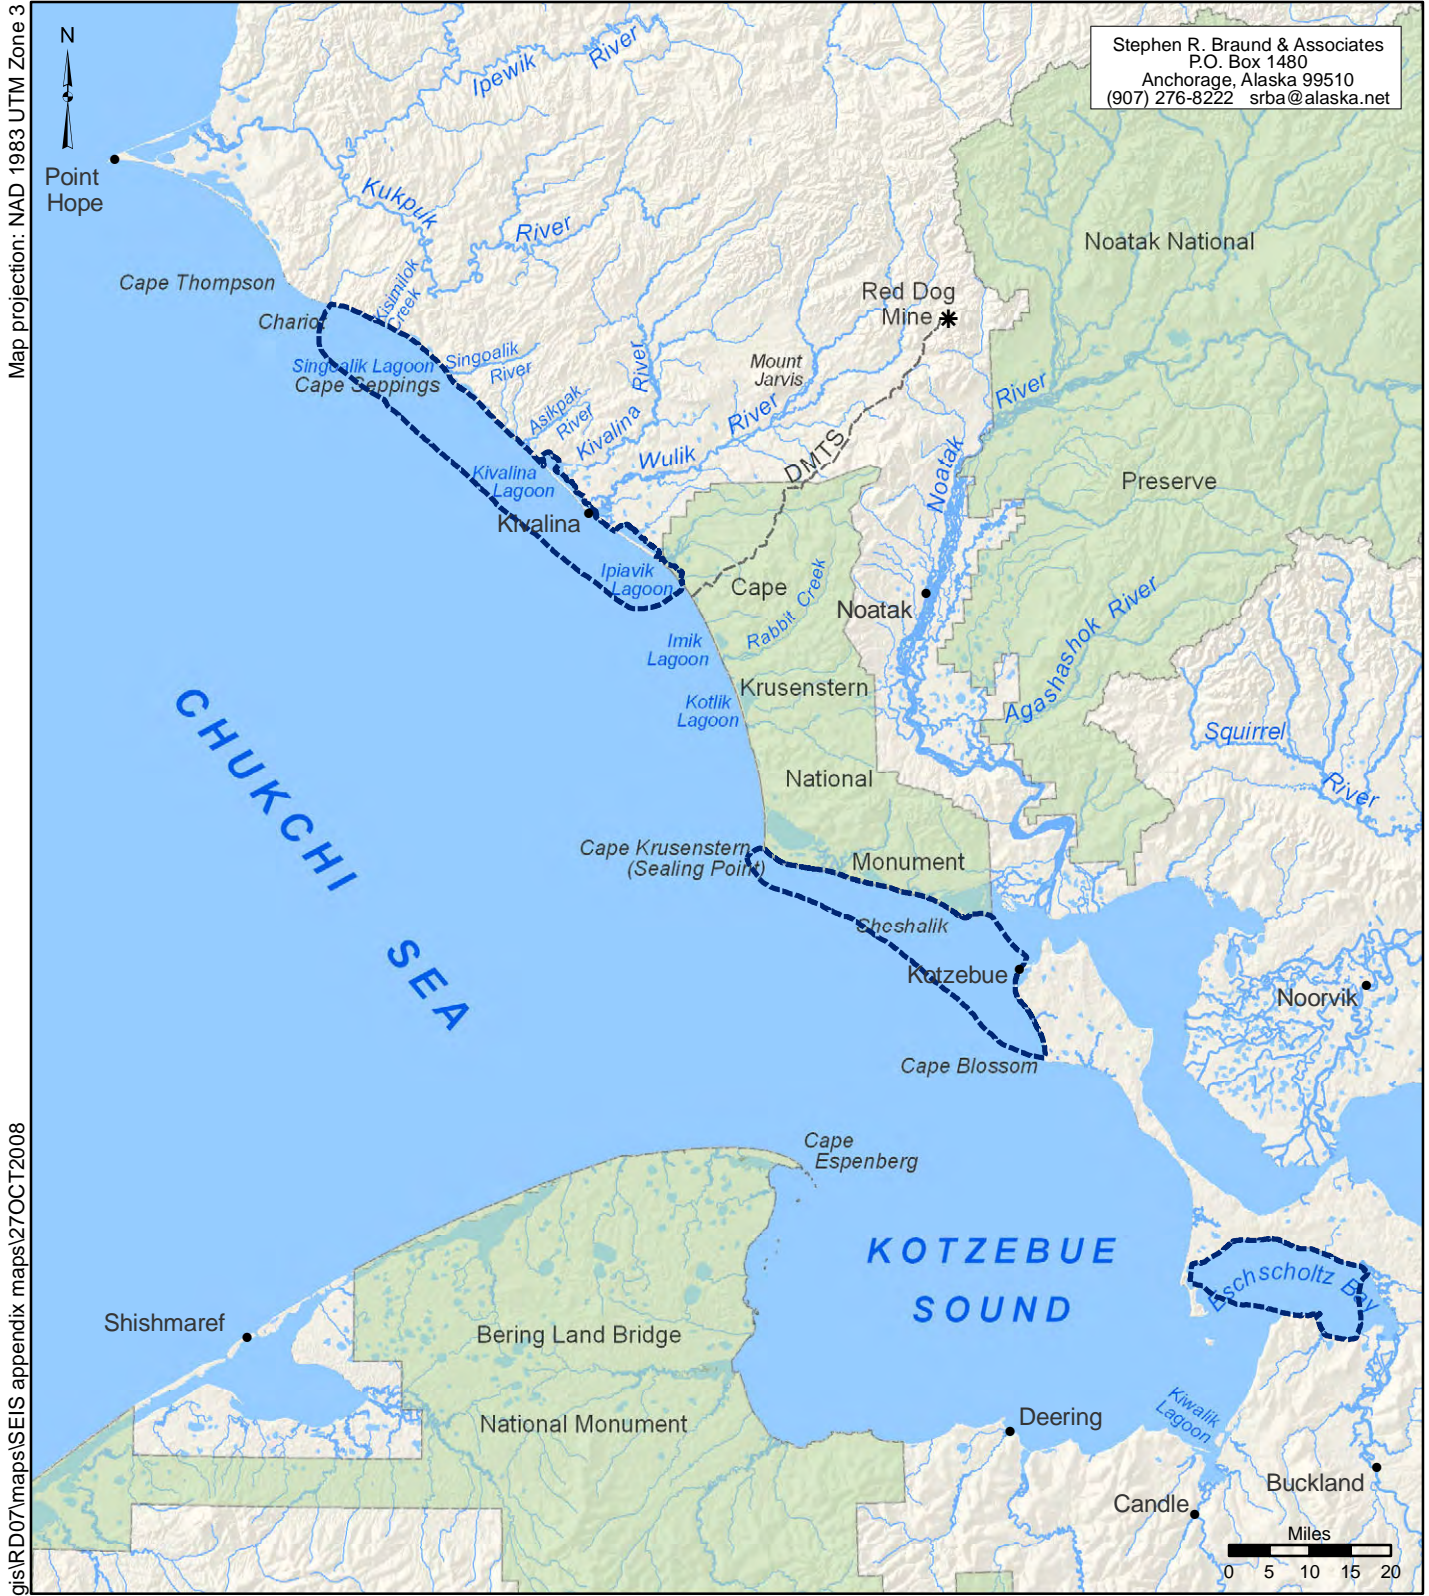 Map projection: NAD 1983 UTM Zone 3
gis\RD07\maps\SEIS appendix maps\27OCT2008
N
Stephen R. Braund & Associates
P.O. Box 1480
Anchorage, Alaska 99510
(907) 276-8222 srba@alaska.net
Ipewik River
Point
Hope
Kukpuk River
Noatak National
Cape Thompson
Kisimilok
Creek
Red Dog
Mine
Chariot
Singoalik Lagoon
Cape Seppings
Singoalik
River
Mount
Jarvis
River
Asikpak
River
Kivalina River
Wulik River
DMTS
Noatak
Preserve
Kivalina
Lagoon
Kivalina
Ipiavik
Lagoon
Cape
Rabbit Creek
Noatak
Agashashok River
Imik
Lagoon
Krusenstern
Kotlik
Lagoon
CHUKCHI SEA
Squirrel
River
National
Cape Krusenstern
(Sealing Point)
Monument
Sheshalik
Kotzebue
Noorvik
Cape Blossom
Cape
Espenberg
KOTZEBUE
SOUND
Eschscholtz Bay
Shishmaref
Bering Land Bridge
National Monument
Deering
Kiwalik
Lagoon
Buckland
Candle
Miles
0 5 10 15 20